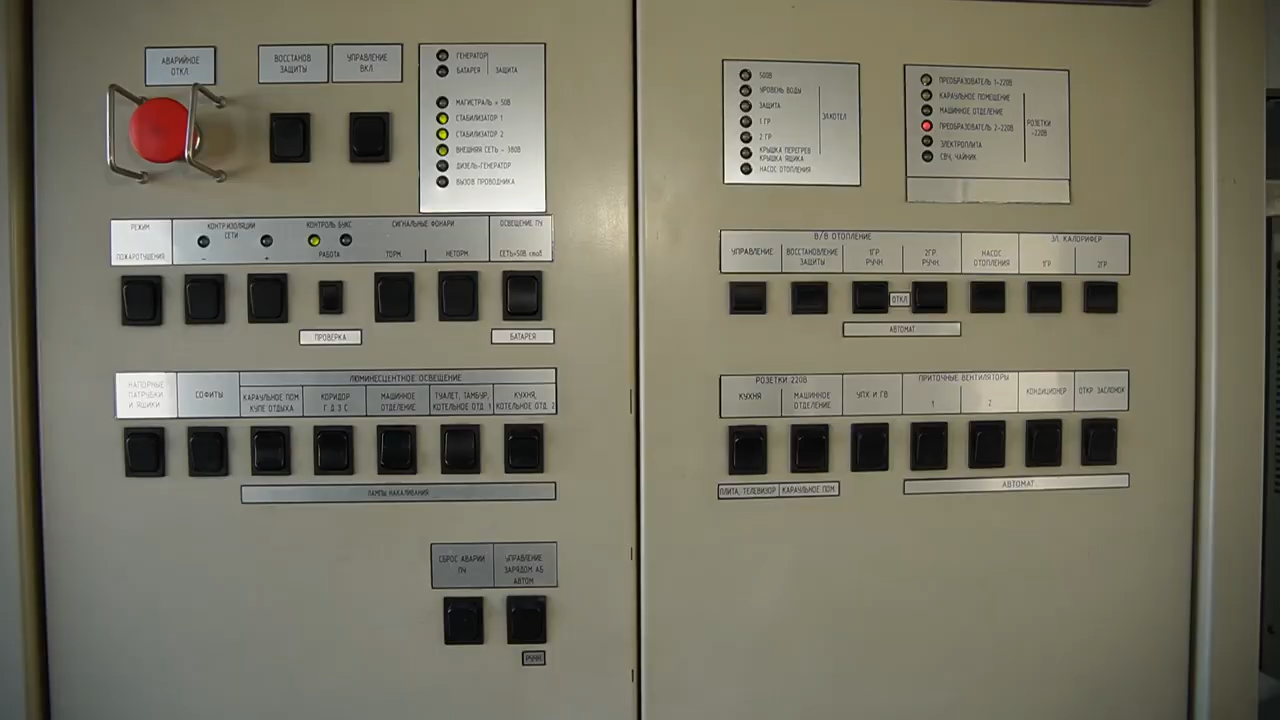 АВАРИЙНОЕ
ОТКЛ
ВОССТАНОВ
ЗАЩИТЫ
УПРАВЛЕНИЕ
ВКЛ
ГЕНЕРАТОР
БАТАРЕЯ
ЗАЩИТА
МАГИСТРАЛЬ = 50В
СТАБИЛИЗАТОР 1
СТАБИЛИЗАТОР 2
ВНЕШНЯЯ СЕТЬ ~ 380В
ДИЗЕЛЬ-ГЕНЕРАТОР
ВЫЗОВ ПРОВОДНИКА
РЕЖИМ
ПОЖАРОТУШЕНИЯ
КОНТР.ИЗОЛЯЦИИ
СЕТИ
- +
КОНТРОЛЬ БУКС
РАБОТА
СИГНАЛЬНЫЕ ФОНАРИ
ТОРМ. НЕТОРМ.
ОСВЕЩЕНИЕ ПЧ
ПРОВЕРКА
БАТАРЕЯ
НАПОРНЫЕ
ПАТРУБКИ
И ЯЩИКИ
СОФИТЫ
ЛЮМИНЕСЦЕНТНОЕ ОСВЕЩЕНИЕ
КАРАУЛЬНОЕ ПОМ
КУПЕ ОТДЫХА
КОРИДОР
Г Д З С
МАШИННОЕ
ОТДЕЛЕНИЕ
ТУАЛЕТ, ТАМБУР,
КОТЕЛЬНОЕ ОТД. 1
КУХНЯ,
КОТЕЛЬНОЕ ОТД. 2
ЛАМПЫ НАКАЛИВАНИЯ
СБРОС АВАРИИ
ПЧ
УПРАВЛЕНИЕ
ЗАРЯДОМ АБ
АВТОМ.
РУЧН
500В
УРОВЕНЬ ВОДЫ
ЗАЩИТА
1 ГР
2 ГР
КРЫШКА ПЕРЕГРЕВ
КРЫШКА ЯЩИКА
НАСОС ОТОПЛЕНИЯ
ЭЛ.КОТЕЛ
ПРЕОБРАЗОВАТЕЛЬ 1~220В
КАРАУЛЬНОЕ ПОМЕЩЕНИЕ
МАШИННОЕ ОТДЕЛЕНИЕ
ПРЕОБРАЗОВАТЕЛЬ 2~220В
ЭЛЕКТРОПЛИТА
СВЧ, ЧАЙНИК
РОЗЕТКИ
~220В
В/В ОТОПЛЕНИЕ
УПРАВЛЕНИЕ
ВОССТАНОВЛЕНИЕ
ЗАЩИТЫ
1ГР
РУЧН.
2ГР.
РУЧН.
НАСОС
ОТОПЛЕНИЯ
ЭЛ. КАЛОРИФЕР
1ГР
2ГР
ОТКЛ
АВТОМАТ
РОЗЕТКИ 220В
КУХНЯ
МАШИННОЕ
ОТДЕЛЕНИЕ
УПХ И ГВ
ПРИТОЧНЫЕ ВЕНТИЛЯТОРЫ
1 2
КОНДИЦИОНЕР
ОТКР. ЗАСЛОНОК
ПЛИТА, ТЕЛЕВИЗОР
КАРАУЛЬНОЕ ПОМ.
АВТОМАТ.